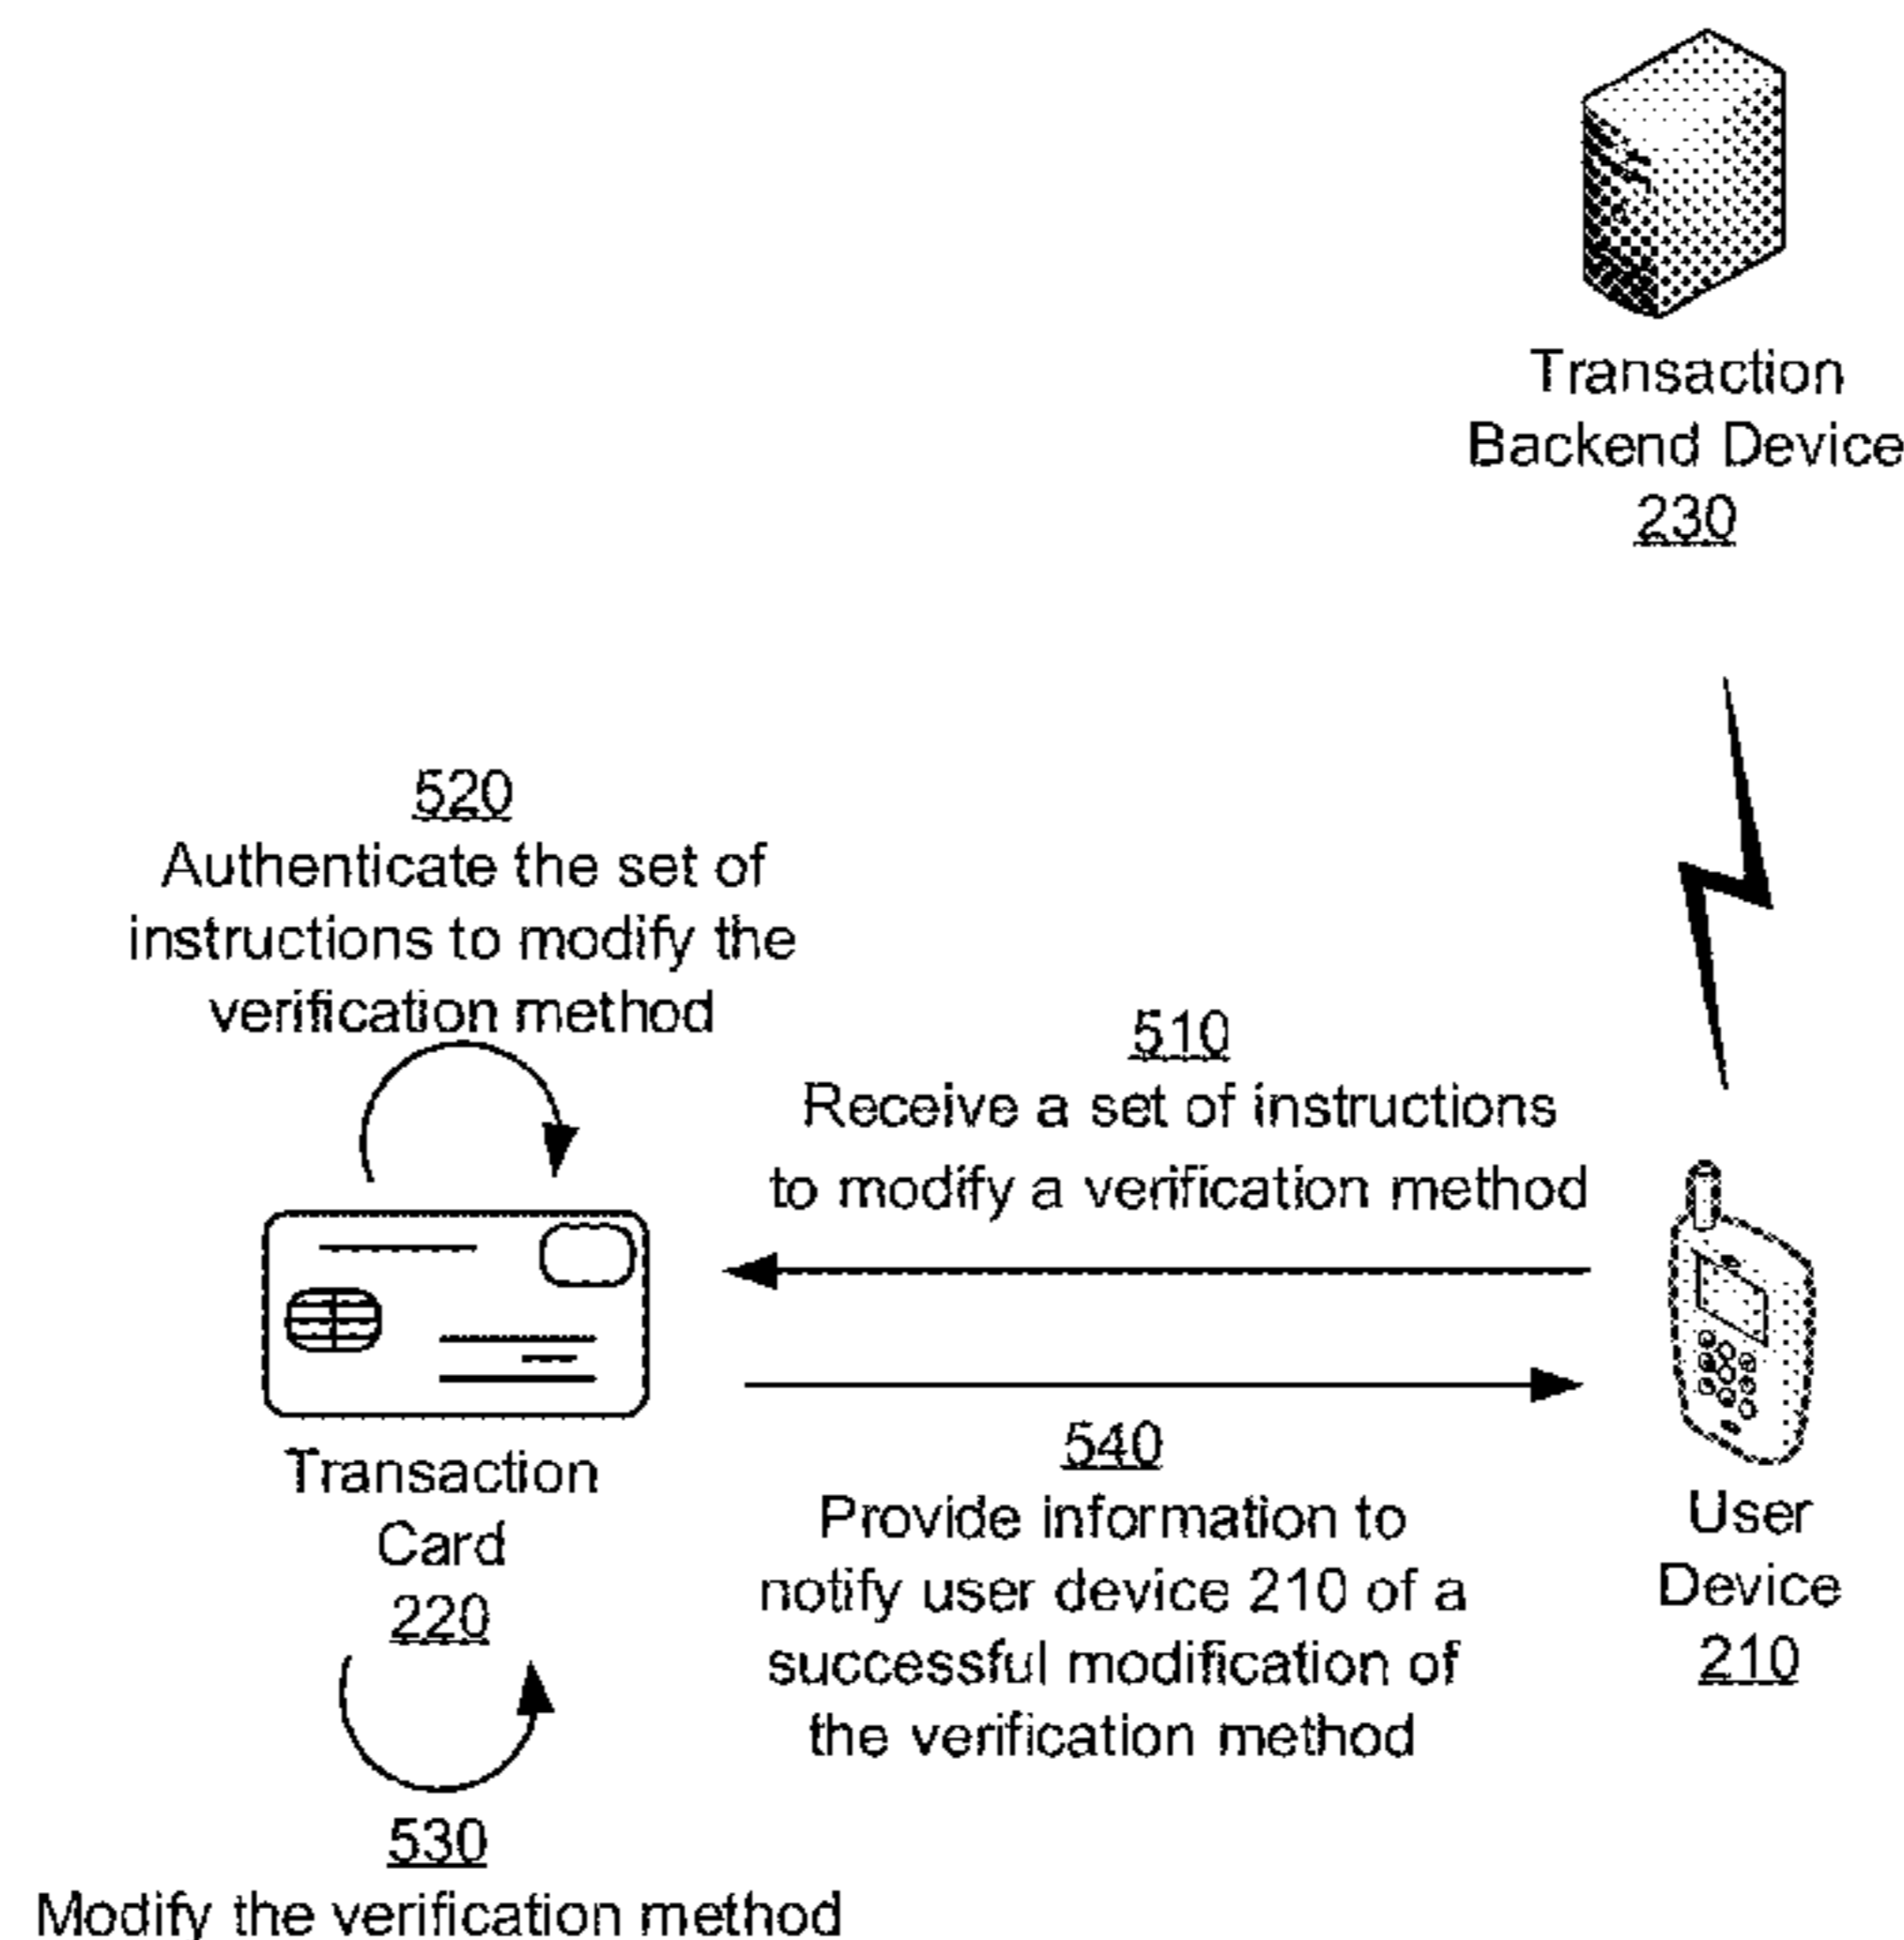 Transaction
Backend Device
230
520
Authenticate the set of
instructions to modify the
verification method
510
Receive a set of instructions
to modify a verification method
Transaction
Card
220
540
Provide information to
notify user device 210 of a
successful modification of
the verification method
User
Device
210
530
Modify the verification method